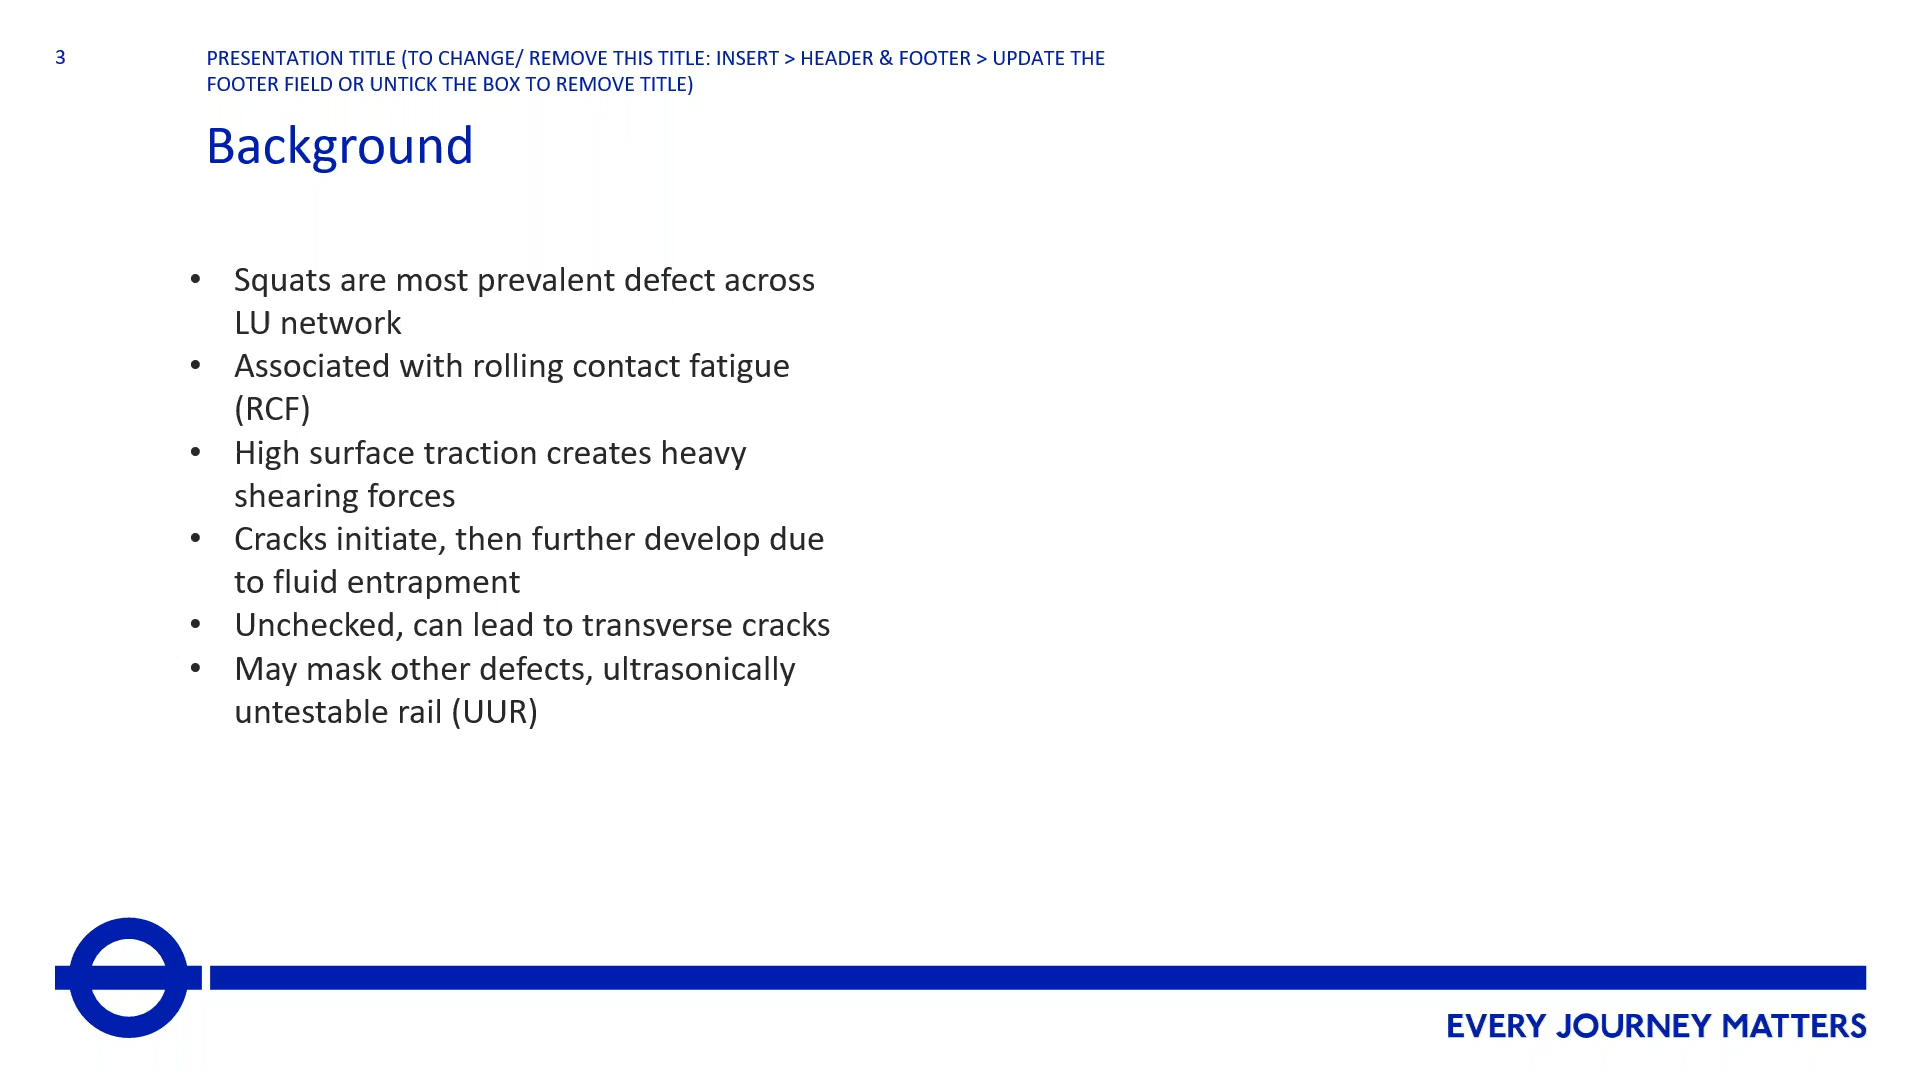 3
PRESENTATION TITLE (TO CHANGE/ REMOVE THIS TITLE: INSERT > HEADER & FOOTER > UPDATE THE
FOOTER FIELD OR UNTICK THE BOX TO REMOVE TITLE)
Background
• Squats are most prevalent defect across
LU network
• Associated with rolling contact fatigue
(RCF)
• High surface traction creates heavy
shearing forces
• Cracks initiate, then further develop due
to fluid entrapment
• Unchecked, can lead to transverse cracks
• May mask other defects, ultrasonically
untestable rail (UUR)
EVERY JOURNEY MATTERS